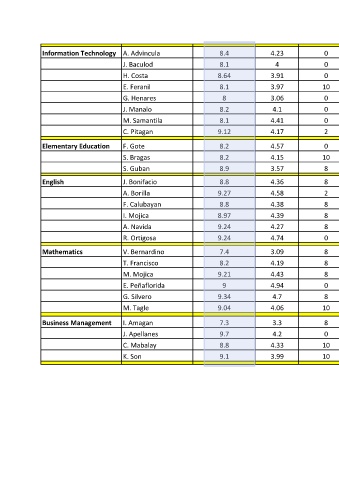 Information Technology A. Advincula 8.4 4.23 0
J. Baculod 8.1 4 0
H. Costa 8.64 3.91 0
E. Feranil 8.1 3.97 10
G. Henares 8 3.06 0
J. Manalo 8.2 4.1 0
M. Samantila 8.1 4.41 0
C. Pitagan 9.12 4.17 2
Elementary Education F. Gote 8.2 4.57 0
S. Bragas 8.2 4.15 10
S. Guban 8.9 3.57 8
English J. Bonifacio 8.8 4.36 8
A. Borilla 9.27 4.58 2
F. Calubayan 8.8 4.38 8
I. Mojica 8.97 4.39 8
A. Navida 9.24 4.27 8
R. Ortigosa 9.24 4.74 0
Mathematics V. Bernardino 7.4 3.09 8
T. Francisco 8.2 4.19 8
M. Mojica 9.21 4.43 8
E. Peñaflorida 9 4.94 0
G. Silvero 9.34 4.7 8
M. Tagle 9.04 4.06 10
Business Management I. Amagan 7.3 3.3 8
J. Apellanes 9.7 4.2 0
C. Mabalay 8.8 4.33 10
K. Son 9.1 3.99 10